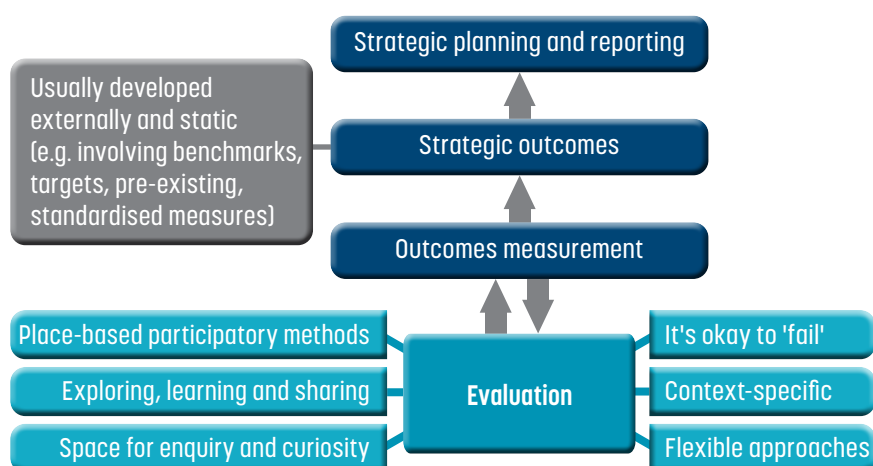 Strategic planning and reporting
Usually developed
externally and static
(e.g. involving benchmarks,
targets, pre-existing,
standardised measures)
Strategic outcomes
Outcomes measurement
Place-based participatory methods
Exploring, learning and sharing
Space for enquiry and curiosity
Evaluation
It's okay to 'fail'
Context-specific
Flexible approaches